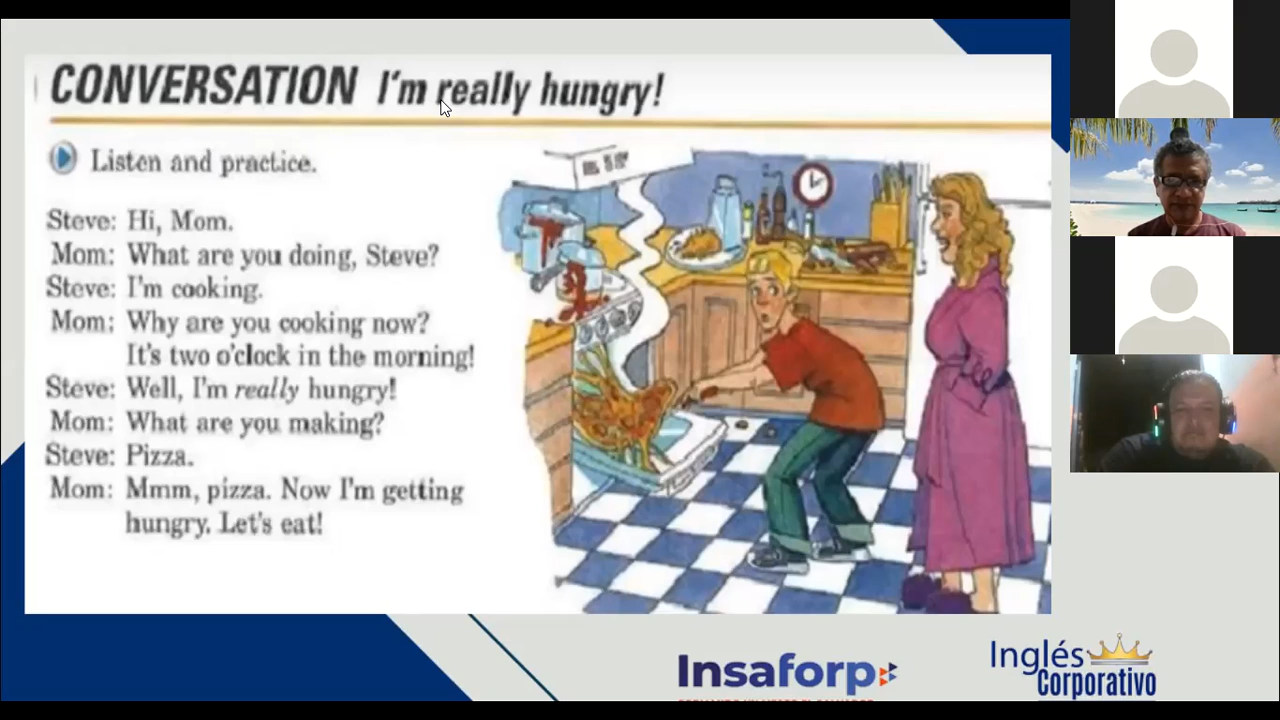 CONVERSATION I'm really hungry!
Listen and practice.
Steve: Hi, Mom.
Mom: What are you doing, Steve?
Steve: I'm cooking.
Mom: Why are you cooking now?
It's two o'clock in the morning!
Steve: Well, I'm really hungry!
Mom: What are you making?
Steve: Pizza.
Mom: Mmm, pizza. Now I'm getting
hungry. Let's eat!
Insaforp
Inglés
Corporativo